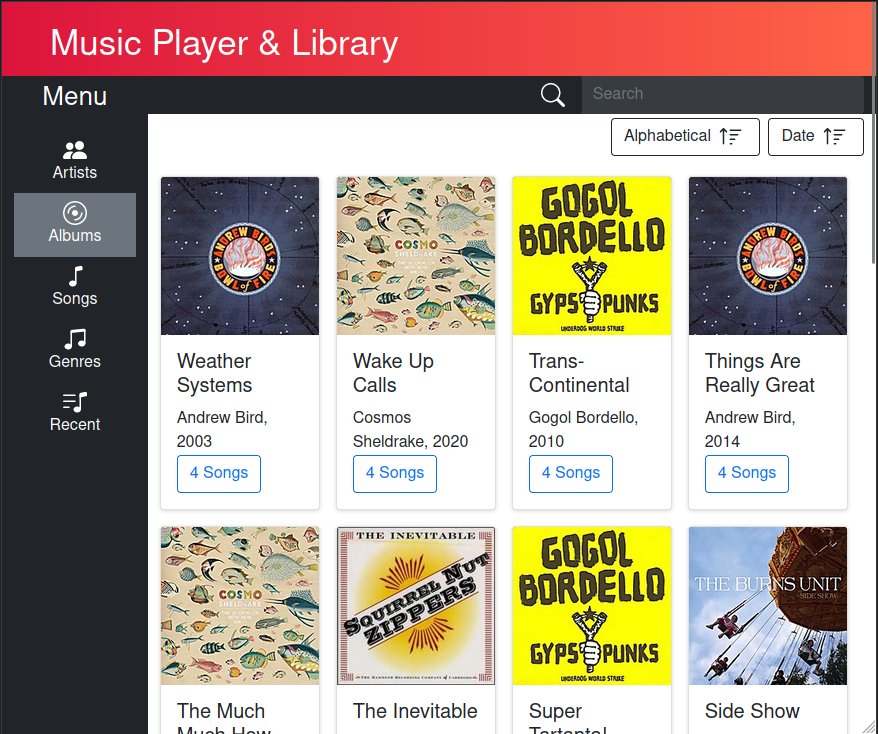 Music Player & Library
Menu
Search
Artists
Albums
Songs
Genres
Recent
Alphabetical
Date
ANDREW BIRD'S
BOWL of FIRE
COSMO
SHELDRAKE
GOGOL
BORDELLO
GYPSY PUNKS
UNDERDOG WORLD STRIKE
ANDREW BIRD'S
BOWL of FIRE
Weather
Systems
Andrew Bird,
2003
4 Songs
Wake Up
Calls
Cosmos
Sheldrake, 2020
4 Songs
Trans-
Continental
Gogol Bordello,
2010
4 Songs
Things Are
Really Great
Andrew Bird,
2014
4 Songs
COSMO
SHELDRAKE
THE INEVITABLE
SQUIRREL NUT
ZIPPERS
GOGOL
BORDELLO
GYPSY PUNKS
UNDERDOG WORLD STRIKE
THE BURNS UNIT
SIDE SHOW
The Much
Much How
The Inevitable
Super
Tartantal
Side Show